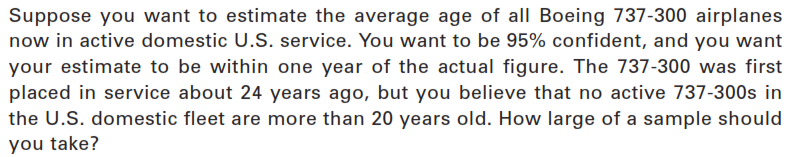 Suppose you want to estimate the average age of all Boeing 737-300 airplanes
now in active domestic U.S. service. You want to be 95% confident, and you want
your estimate to be within one year of the actual figure. The 737-300 was first
placed in service about 24 years ago, but you believe that no active 737-300s in
the U.S. domestic fleet are more than 20 years old. How large of a sample should
you take?